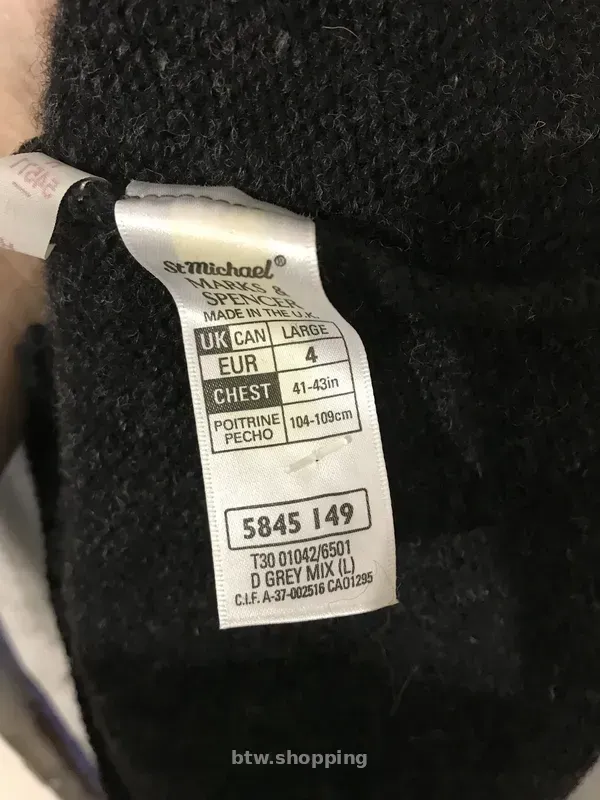 St Michael®
MARKS &
SPENCER
MADE IN THE U.K.
UK CAN LARGE
EUR 4
CHEST 41-43in
POITRINE
PECHO 104-109cm
5845 149
T30 01042/6501
D GREY MIX (L)
C.I.F. A-37-002516 CA01295
btw.shopping